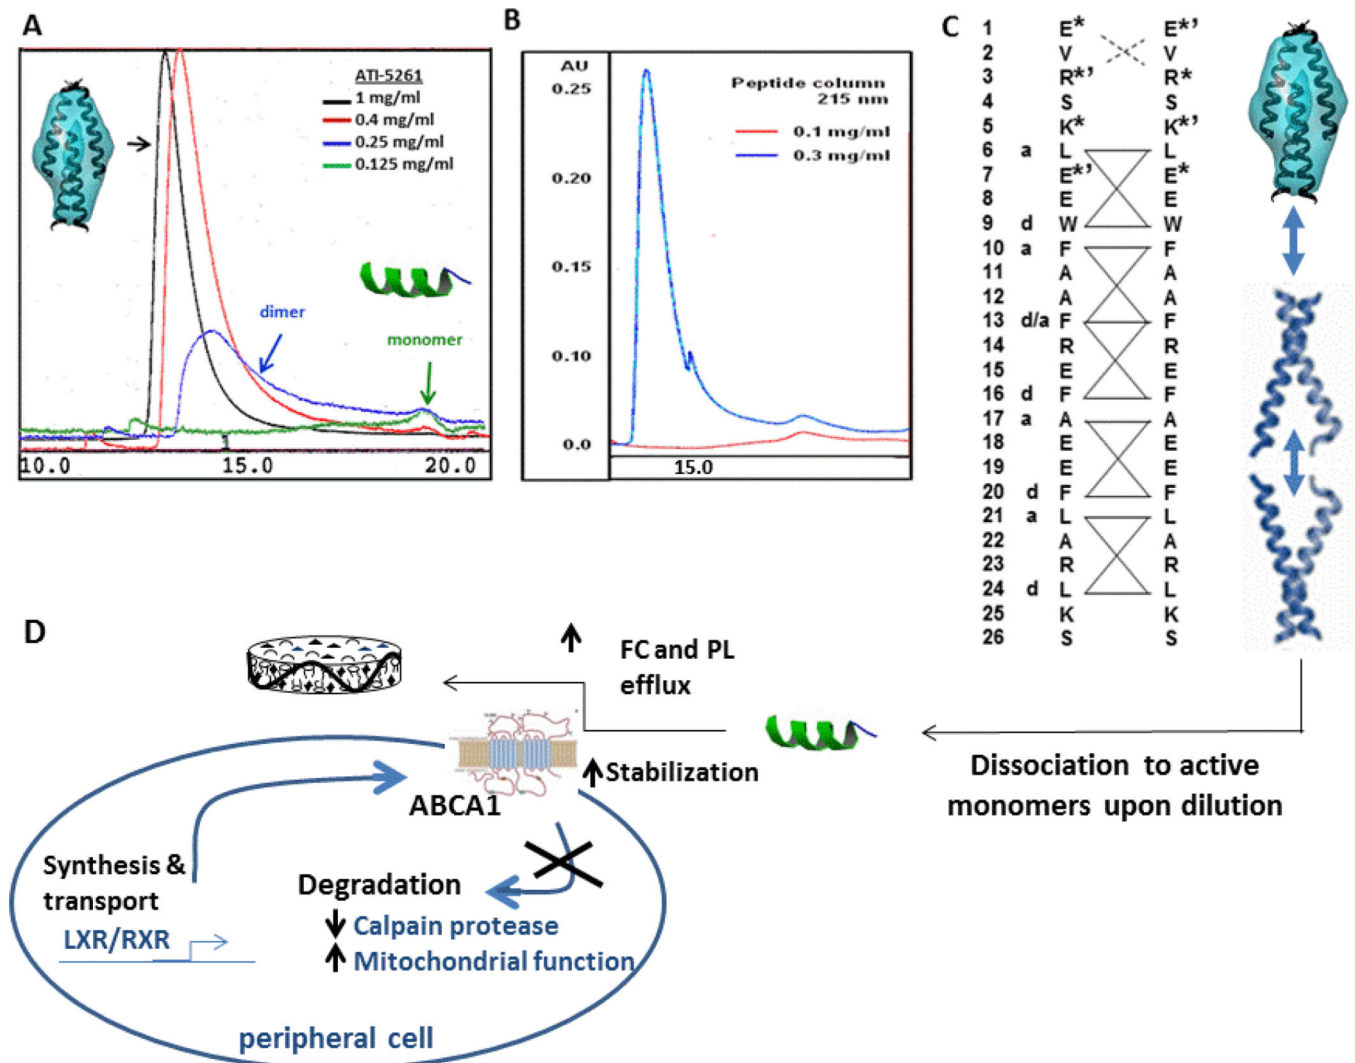 A
ATI-5261
1 mg/ml
0.4 mg/ml
0.25 mg/ml
0.125 mg/ml
dimer
monomer
10.0 15.0 20.0
B
AU
0.25
0.20
0.15
0.10
0.0
Peptide column
215 nm
0.1 mg/ml
0.3 mg/ml
15.0
C
1 E* E*'
2 V V
3 R*' R*
4 S S
5 K* K*'
6 a L L
7 E*' E*
8 E E
9 d W W
10 a F F
11 A A
12 A A
13 d/a F F
14 R R
15 E E
16 d F F
17 a A A
18 E E
19 E E
20 d F F
21 a L L
22 A A
23 R R
24 d L L
25 K K
26 S S
D
FC and PL
efflux
Stabilization
ABCA1
Dissociation to active
monomers upon dilution
Synthesis &
transport
LXR/RXR
Degradation
Calpain protease
Mitochondrial function
peripheral cell